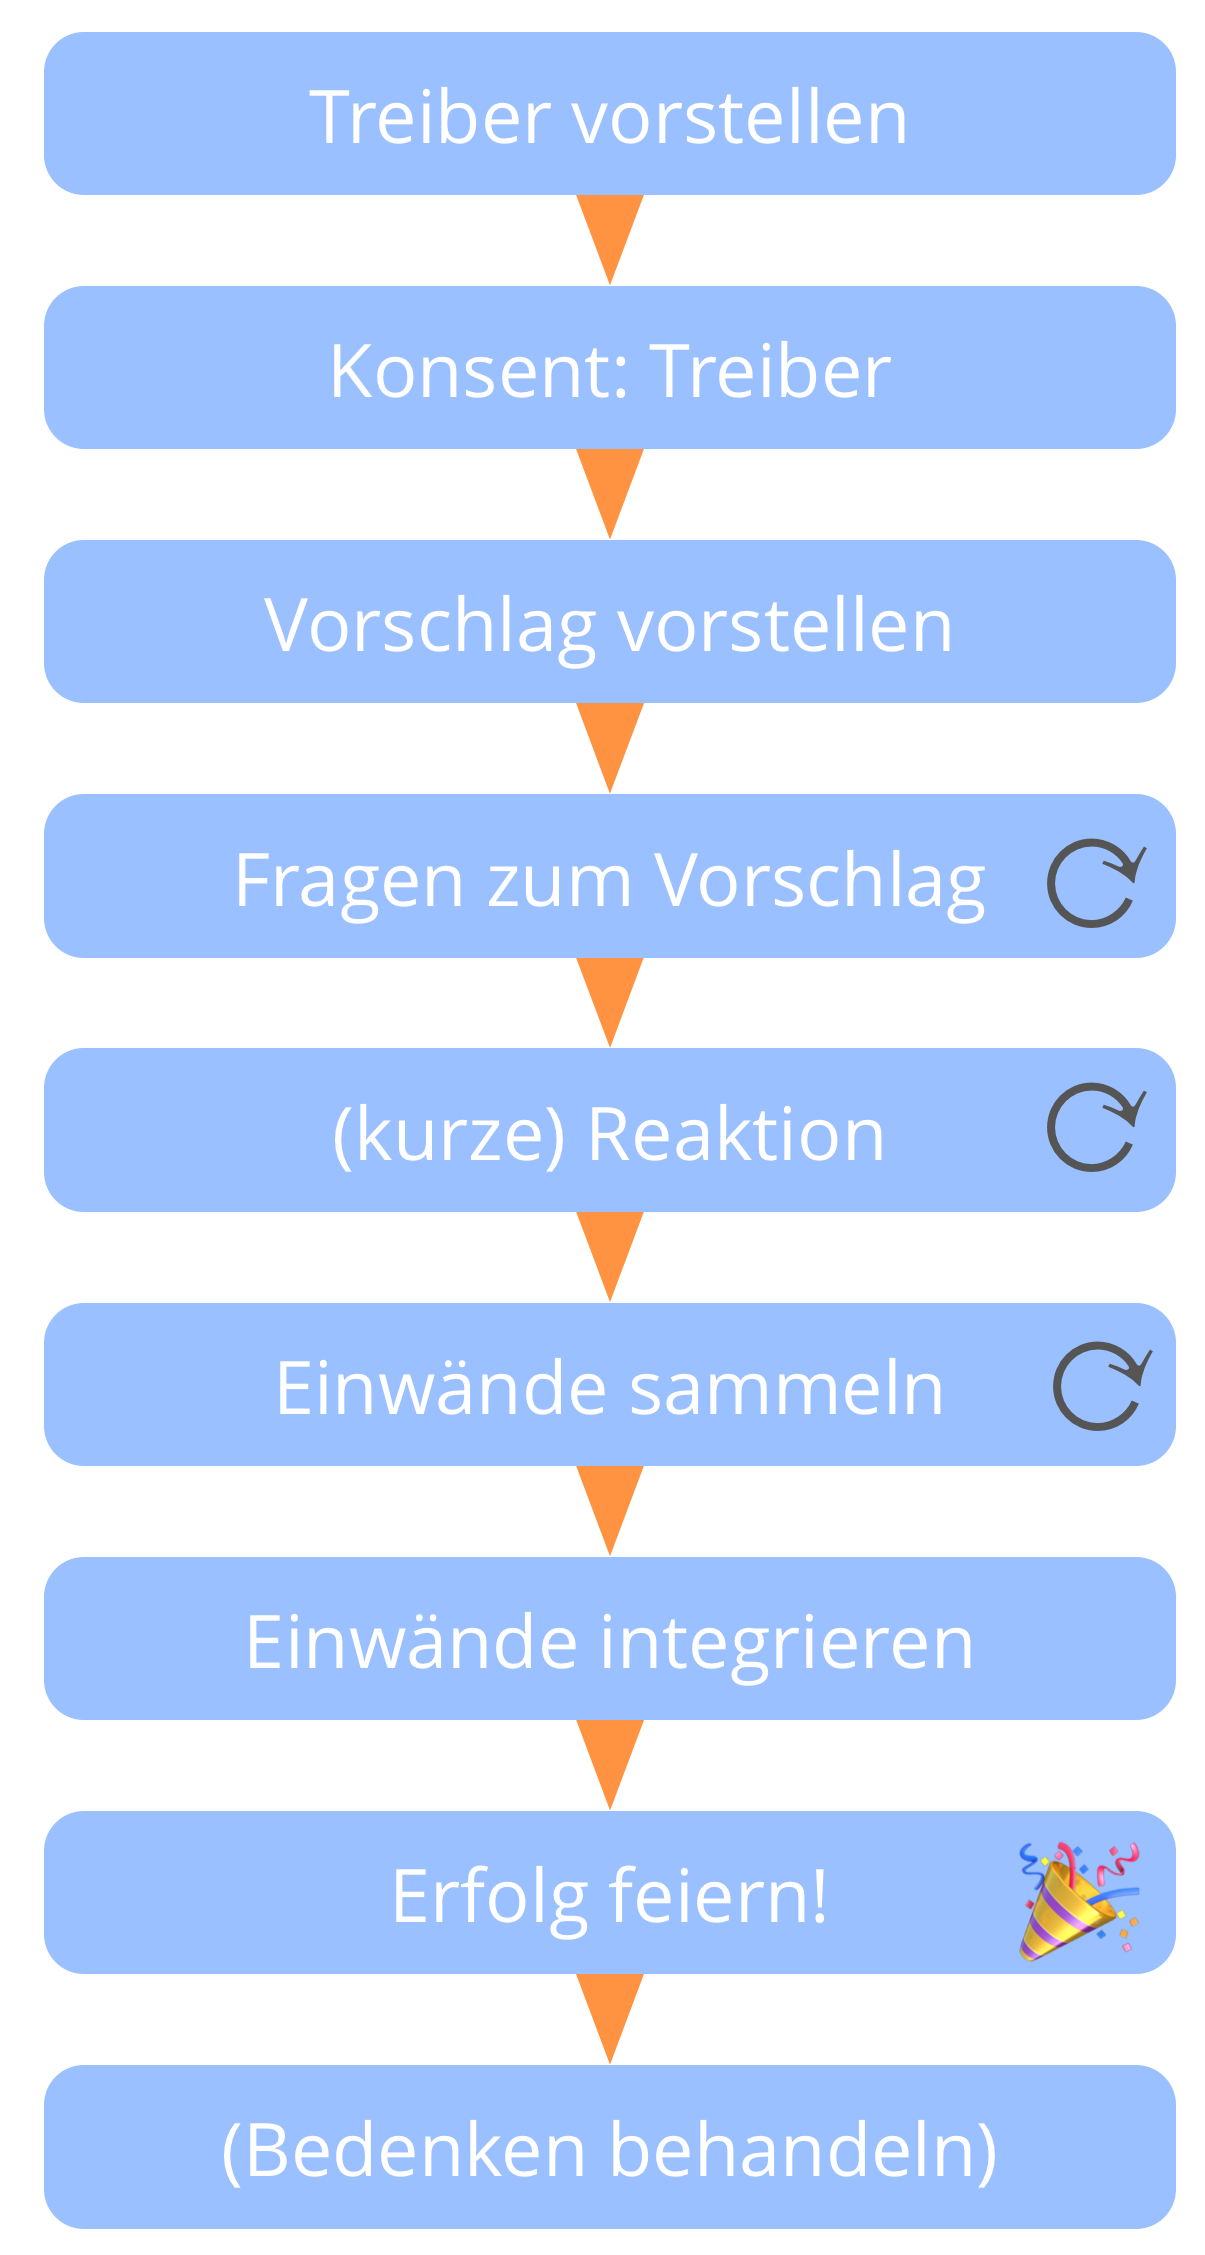 Treiber vorstellen
Konsent: Treiber
Vorschlag vorstellen
Fragen zum Vorschlag
(kurze) Reaktion
Einwände sammeln
Einwände integrieren
Erfolg feiern!
(Bedenken behandeln)